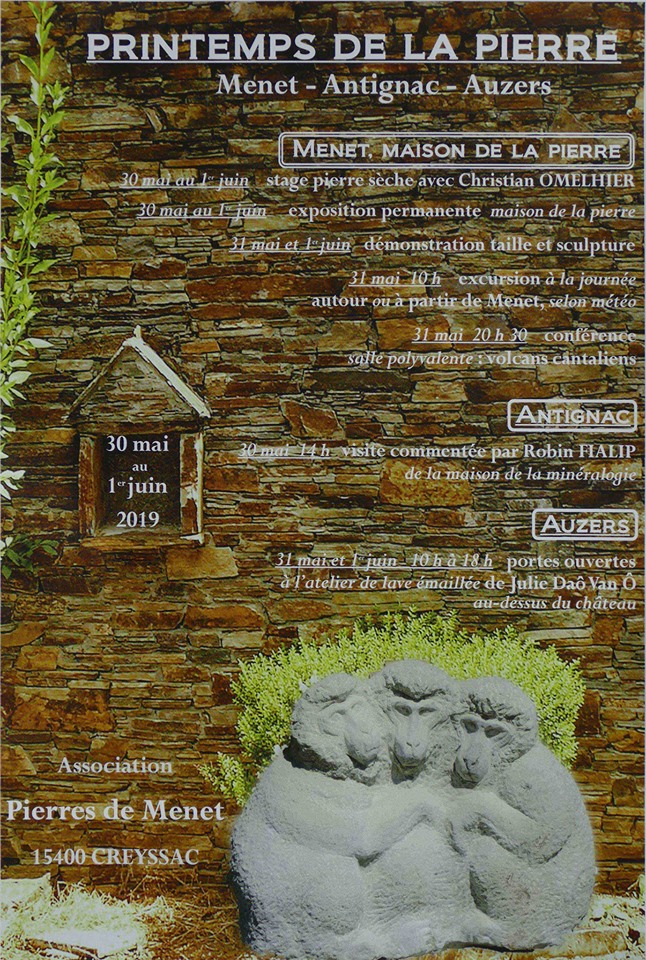 PRINTEMPS DE LA PIERRE
Menet - Antignac - Auzers
MENET, MAISON DE LA PIERRE
30 mai au 1er juin stage pierre sèche avec Christian OMELHIER
30 mai au 1er juin exposition permanente maison de la pierre
31 mai et 1er juin démonstration taille et sculpture
31 mai 10 h excursion à la journée
autour ou à partir de Menet, selon météo
31 mai 20 h 30 conférence
salle polyvalente : volcans cantaliens
ANTIGNAC
30 mai 14 h visite commentée par Robin FIALIP
de la maison de la minéralogie
AUZERS
31 mai et 1er juin 10 h à 18 h portes ouvertes
à l'atelier de lave émaillée de Julie Daô Van Ô
au-dessus du château
30 mai
au
1er juin
2019
Association
Pierres de Menet
15400 CREYSSAC